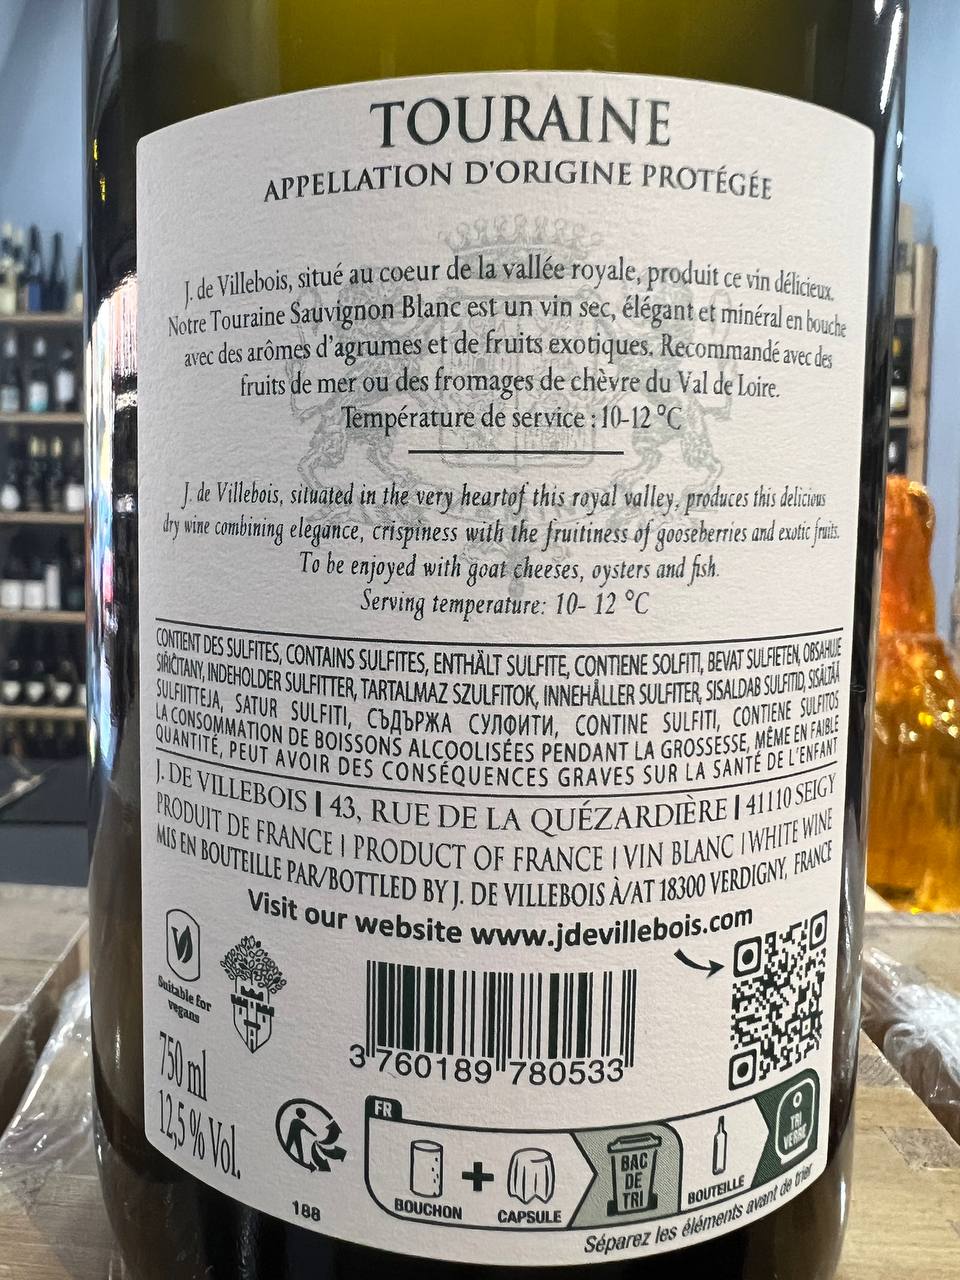 TOURAINE
APPELLATION D'ORIGINE PROTÉGÉE
J. de Villebois, situé au coeur de la vallée royale, produit ce vin délicieux.
Notre Touraine Sauvignon Blanc est un vin sec, élégant et minéral en bouche
avec des arômes d'agrumes et de fruits exotiques. Recommandé avec des
fruits de mer ou des fromages de chèvre du Val de Loire.
Température de service : 10-12 °C
J. de Villebois, situated in the very heartof this royal valley, produces this delicious
dry wine combining elegance, crispiness with the fruitiness of gooseberries and exotic fruits.
To be enjoyed with goat cheeses, oysters and fish.
Serving temperature: 10- 12 °C
CONTIENT DES SULFITES, CONTAINS SULFITES, ENTHÄLT SULFITE, CONTIENE SOLFITI, BEVAT SULFIETEN, OBSAHUJE
SIŘIČITANY, INDEHOLDER SULFITTER, TARTALMAZ SZULFITOK, INNEHÅLLER SULFITER, SISALDAB SULFITID, SISÄLTÄÄ
SULFIITTEJA, SATUR SULFITI, СЪДЪРЖА СУЛФИТИ, CONTINE SULFITI, CONTIENE SULFITOS
LA CONSOMMATION DE BOISSONS ALCOOLISÉES PENDANT LA GROSSESSE, MÊME EN FAIBLE
QUANTITÉ, PEUT AVOIR DES CONSÉQUENCES GRAVES SUR LA SANTÉ DE L'ENFANT
J. DE VILLEBOIS | 43, RUE DE LA QUÉZARDIÈRE | 41110 SEIGY
PRODUIT DE FRANCE | PRODUCT OF FRANCE | VIN BLANC | WHITE WINE
MIS EN BOUTEILLE PAR/BOTTLED BY J. DE VILLEBOIS À/AT 18300 VERDIGNY, FRANCE
Visit our website www.jdevillebois.com
Suitable for
vegans
3 760189 780533
750 ml
12,5 % Vol.
188
FR
BOUCHON
+
CAPSULE
BAC
DE
TRI
BOUTEILLE
TRI
VERRE
Séparez les éléments avant de trier